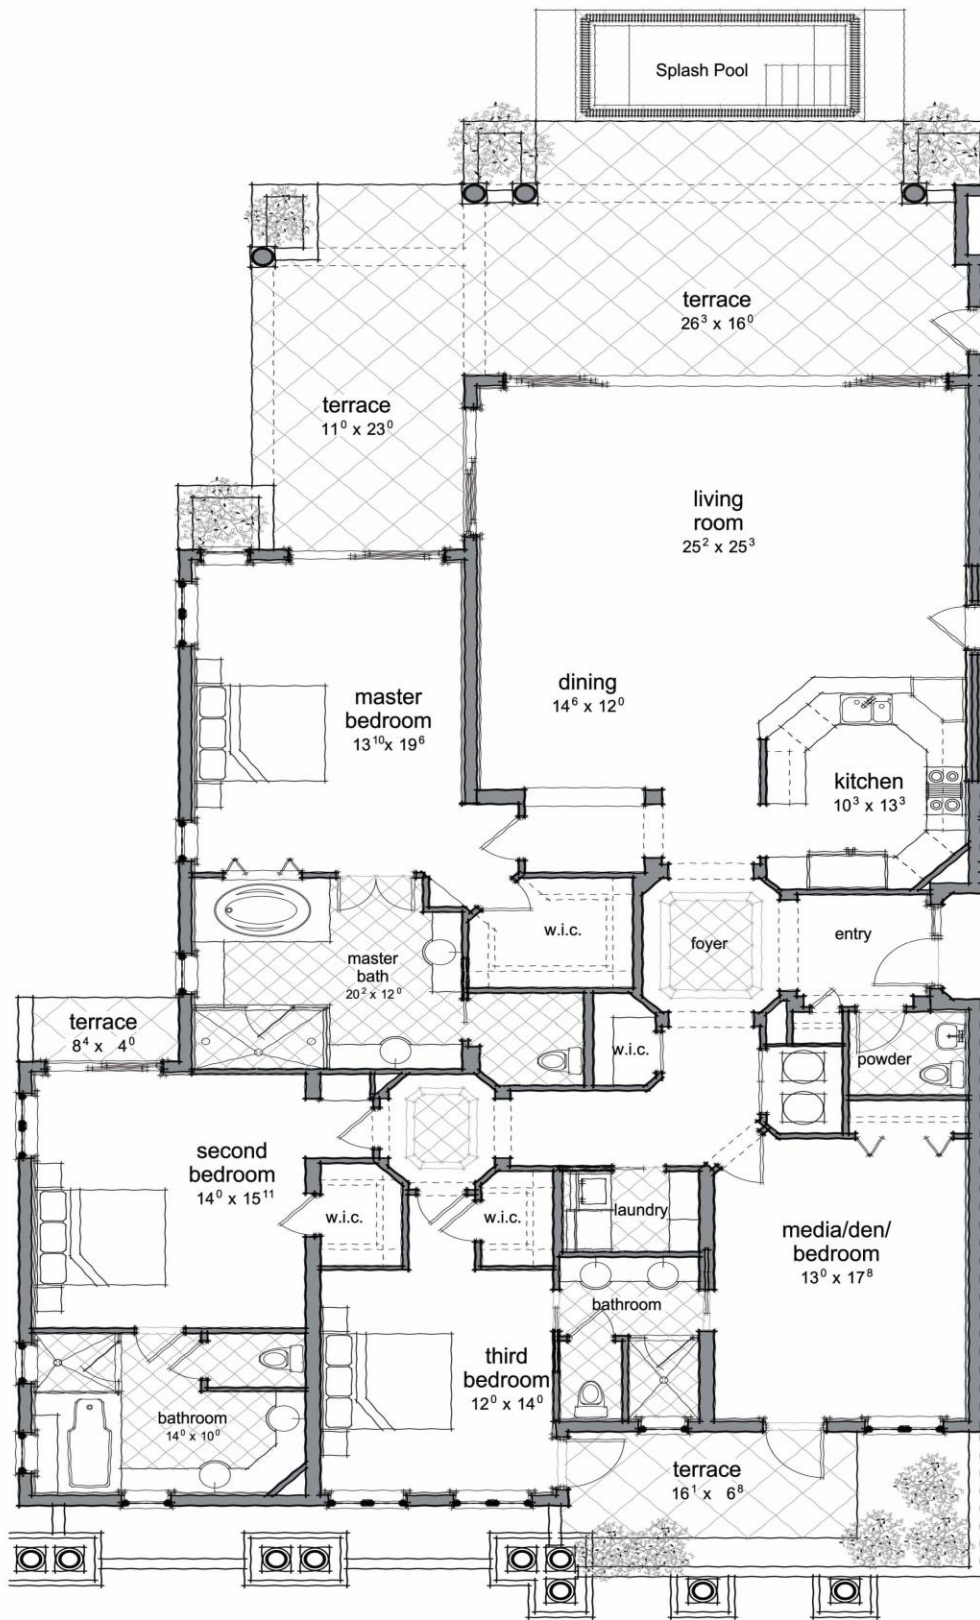 Splash Pool
terrace
26³ x 16⁰
terrace
11⁰ x 23⁰
living
room
25² x 25³
dining
14⁶ x 12⁰
master
bedroom
13¹⁰ x 19⁶
kitchen
10³ x 13³
w.i.c.
foyer
entry
master
bath
20² x 12⁰
terrace
8⁴ x 4⁰
w.i.c.
powder
second
bedroom
14⁰ x 15¹¹
w.i.c.
w.i.c.
laundry
media/den/
bedroom
13⁰ x 17⁸
bathroom
third
bedroom
12⁰ x 14⁰
bathroom
14⁰ x 10⁰
terrace
16¹ x 6⁸